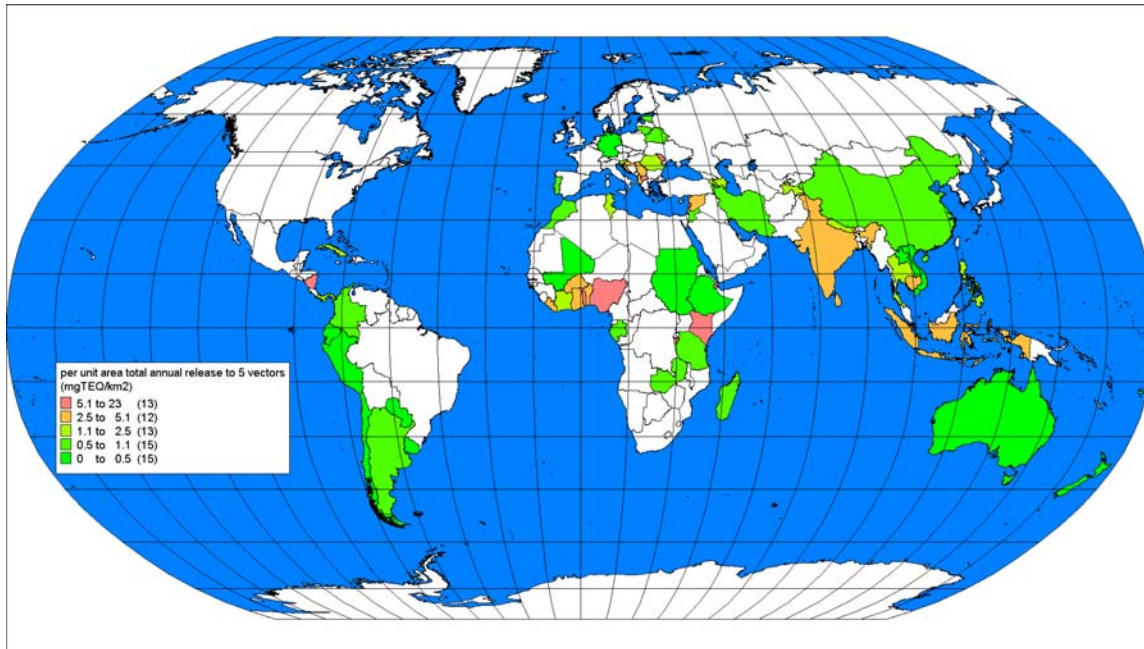 per unit area total annual release to 5 vectors
(mgTEQ/km2)
5.1 to 23 (13)
2.5 to 5.1 (12)
1.1 to 2.5 (13)
0.5 to 1.1 (15)
0 to 0.5 (15)